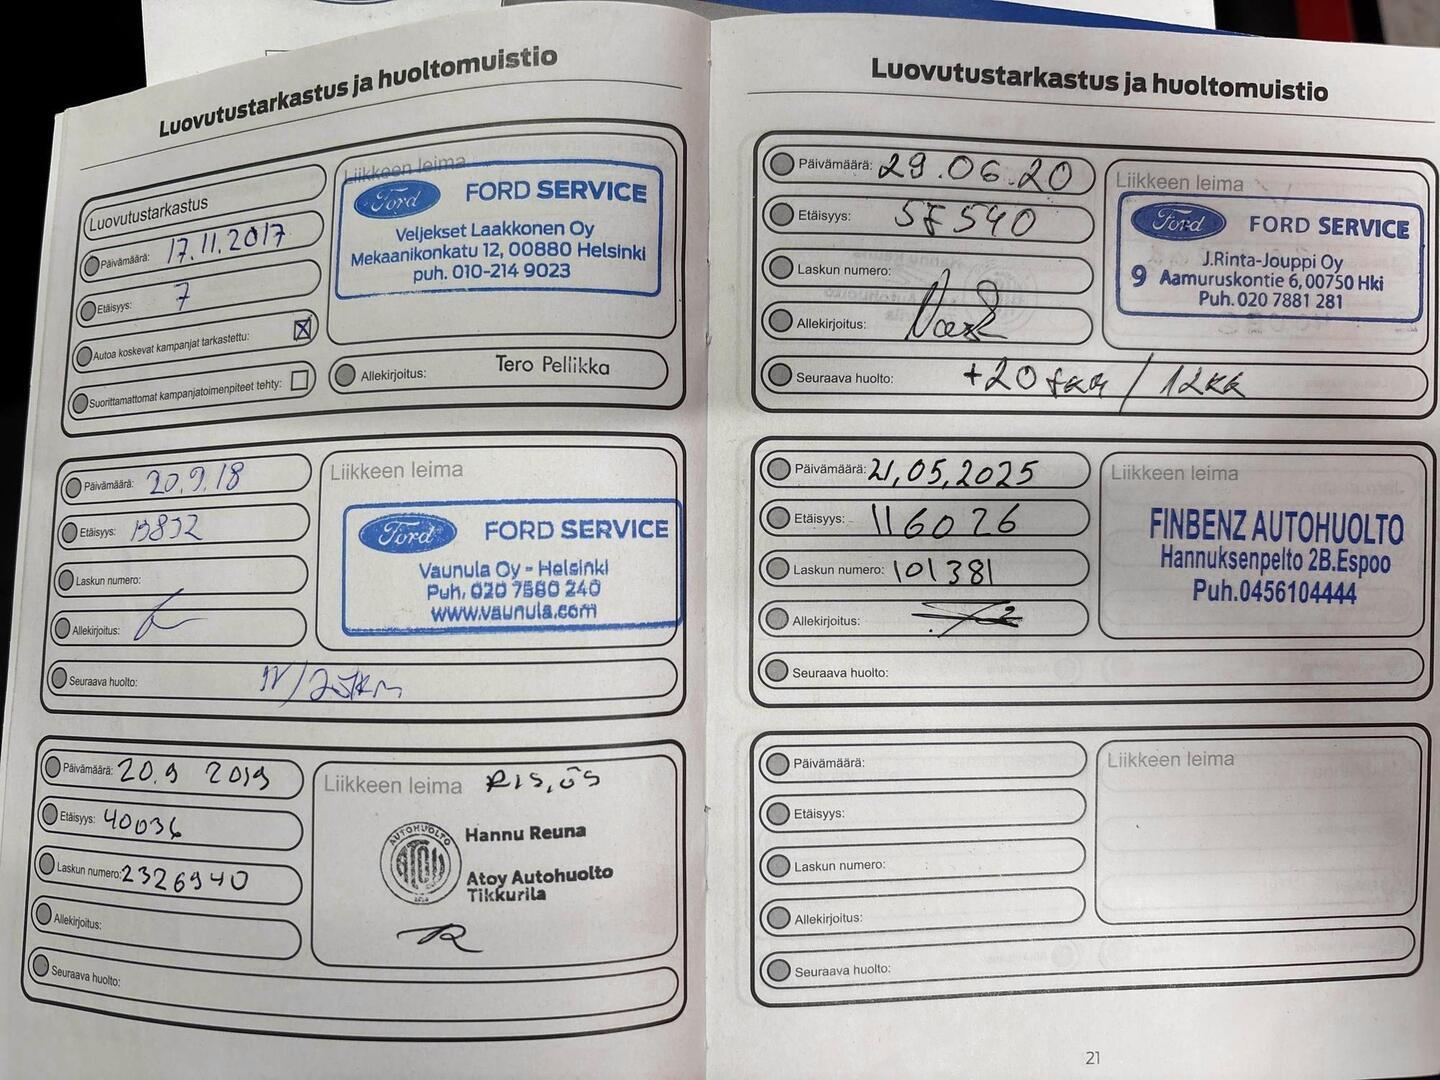 Luovutustarkastus ja huoltomuistio
Luovutustarkastus
Päivämäärä: 17.11.2017
Etäisyys: 7
Autoa koskevat kampanjat tarkastettu:
Suorittamattomat kampanjatoimenpiteet tehty:
Liikkeen leima
Ford FORD SERVICE
Veljekset Laakkonen Oy
Mekaanikonkatu 12, 00880 Helsinki
puh. 010-214 9023
Allekirjoitus: Tero Pellikka
Päivämäärä: 20.9.18
Etäisyys:
Laskun numero:
Allekirjoitus:
Liikkeen leima
Ford FORD SERVICE
Vaunula Oy - Helsinki
Puh. 020 7580 240
www.vaunula.com
Seuraava huolto:
Päivämäärä: 20.9 2019
Etäisyys: 40036
Laskun numero: 2326940
Allekirjoitus:
Liikkeen leima
AUTOHUOLTO
ATOY
Hannu Reuna
Atoy Autohuolto
Tikkurila
Seuraava huolto:
Luovutustarkastus ja huoltomuistio
Päivämäärä: 29.06.20
Etäisyys:
Laskun numero:
Allekirjoitus:
Liikkeen leima
Ford FORD SERVICE
J.Rinta-Jouppi Oy
9 Aamuruskontie 6, 00750 Hki
Puh. 020 7881 281
Seuraava huolto:
Päivämäärä: 21,05,2025
Etäisyys: 116026
Laskun numero: 101381
Allekirjoitus:
Liikkeen leima
FINBENZ AUTOHUOLTO
Hannuksenpelto 2B.Espoo
Puh.0456104444
Seuraava huolto:
Päivämäärä:
Etäisyys:
Laskun numero:
Allekirjoitus:
Liikkeen leima
Seuraava huolto:
21